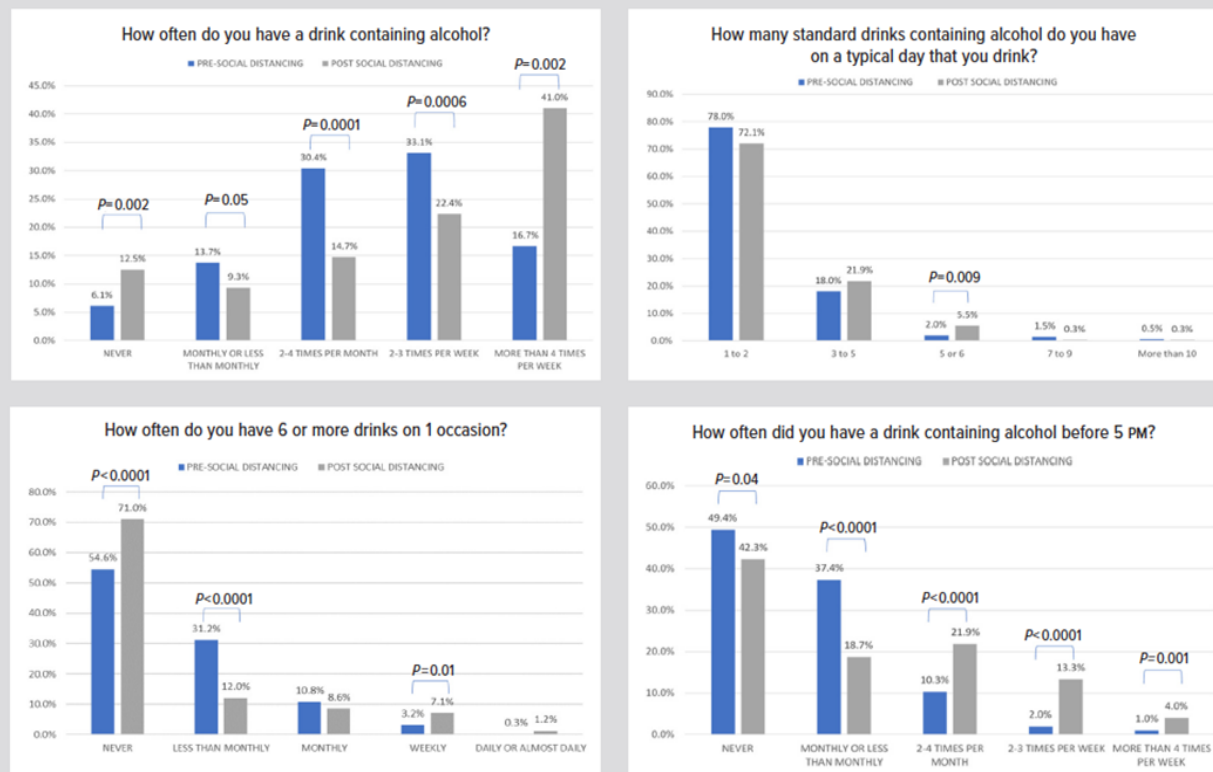 How often do you have a drink containing alcohol?
PRE-SOCIAL DISTANCING POST SOCIAL DISTANCING
P=0.002
45.0%
41.0%
P=0.0006
40.0%
P=0.0001
35.0%
33.1%
30.4%
30.0%
25.0%
P=0.002
P=0.05
22.4%
20.0%
16.7%
15.0%
12.5%
13.7%
14.7%
10.0%
9.3%
6.1%
5.0%
0.0%
NEVER
MONTHLY OR LESS
THAN MONTHLY
2-4 TIMES PER MONTH
2-3 TIMES PER WEEK
MORE THAN 4 TIMES
PER WEEK
How many standard drinks containing alcohol do you have
on a typical day that you drink?
PRE-SOCIAL DISTANCING POST SOCIAL DISTANCING
90.0%
78.0%
80.0%
72.1%
70.0%
60.0%
50.0%
40.0%
30.0%
P=0.009
18.0%
21.9%
20.0%
10.0%
2.0%
5.5%
1.5%
0.3%
0.5%
0.3%
0.0%
1 to 2
3 to 5
5 or 6
7 to 9
More than 10
How often do you have 6 or more drinks on 1 occasion?
PRE-SOCIAL DISTANCING POST SOCIAL DISTANCING
P<0.0001
80.0%
71.0%
70.0%
60.0%
54.6%
50.0%
P<0.0001
40.0%
31.2%
30.0%
P=0.01
20.0%
12.0%
10.8%
8.6%
10.0%
3.2%
7.1%
0.3%
1.2%
0.0%
NEVER
LESS THAN MONTHLY
MONTHLY
WEEKLY
DAILY OR ALMOST DAILY
How often did you have a drink containing alcohol before 5 PM?
PRE-SOCIAL DISTANCING POST SOCIAL DISTANCING
P=0.04
60.0%
49.4%
P<0.0001
50.0%
42.3%
40.0%
37.4%
P<0.0001
30.0%
P<0.0001
21.9%
18.7%
20.0%
P=0.001
13.3%
10.3%
10.0%
2.0%
1.0%
4.0%
0.0%
NEVER
MONTHLY OR LESS
THAN MONTHLY
2-4 TIMES PER
MONTH
2-3 TIMES PER WEEK
MORE THAN 4 TIMES
PER WEEK